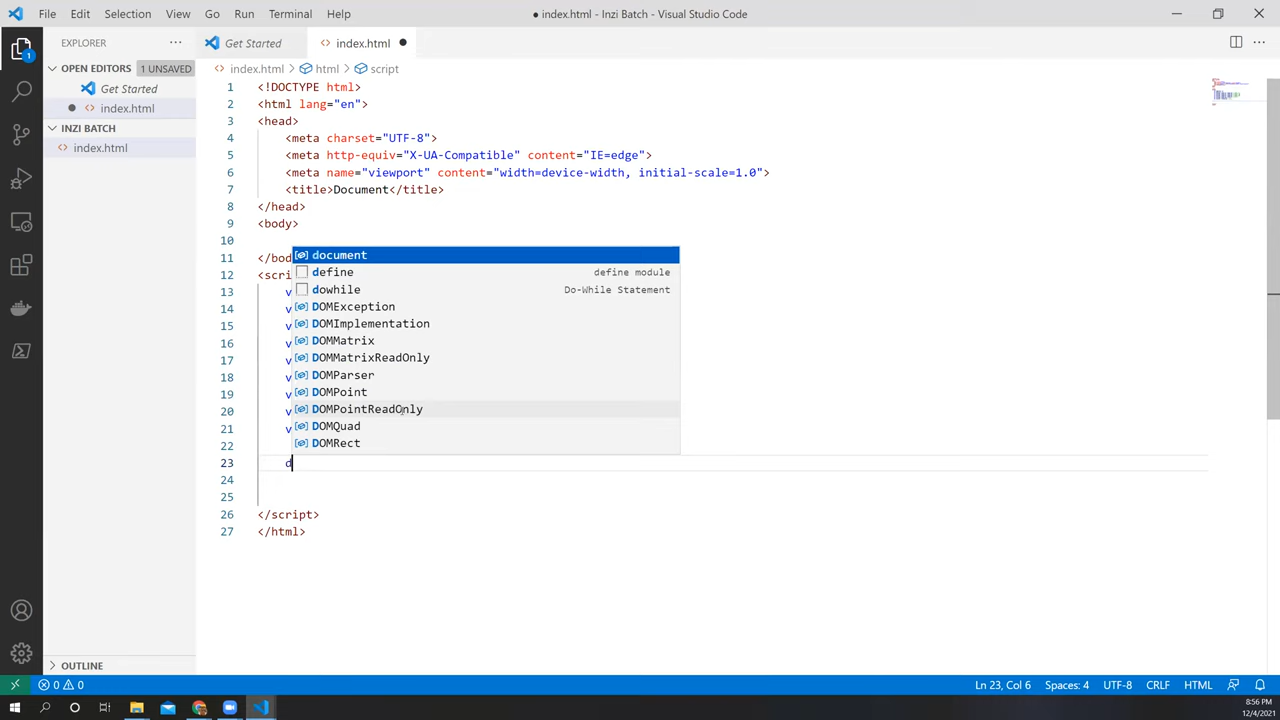 File Edit Selection View Go Run Terminal Help
● index.html - Inzi Batch - Visual Studio Code
EXPLORER
Get Started
index.html
OPEN EDITORS 1 UNSAVED
Get Started
index.html
INZI BATCH
index.html
OUTLINE
index.html > html > script
1 <!DOCTYPE html>
2 <html lang="en">
3 <head>
4 <meta charset="UTF-8">
5 <meta http-equiv="X-UA-Compatible" content="IE=edge">
6 <meta name="viewport" content="width=device-width, initial-scale=1.0">
7 <title>Document</title>
8 </head>
9 <body>
10
11 </bod
12 <scri
13 v
14 v
15 v
16 v
17 v
18 v
19 v
20 v
21 v
22
23 d
24
25
26 </script>
27 </html>
document
define define module
dowhile Do-While Statement
DOMException
DOMImplementation
DOMMatrix
DOMMatrixReadOnly
DOMParser
DOMPoint
DOMPointReadOnly
DOMQuad
DOMRect
1
0 0
Ln 23, Col 6 Spaces: 4 UTF-8 CRLF HTML
8:56 PM
12/4/2021